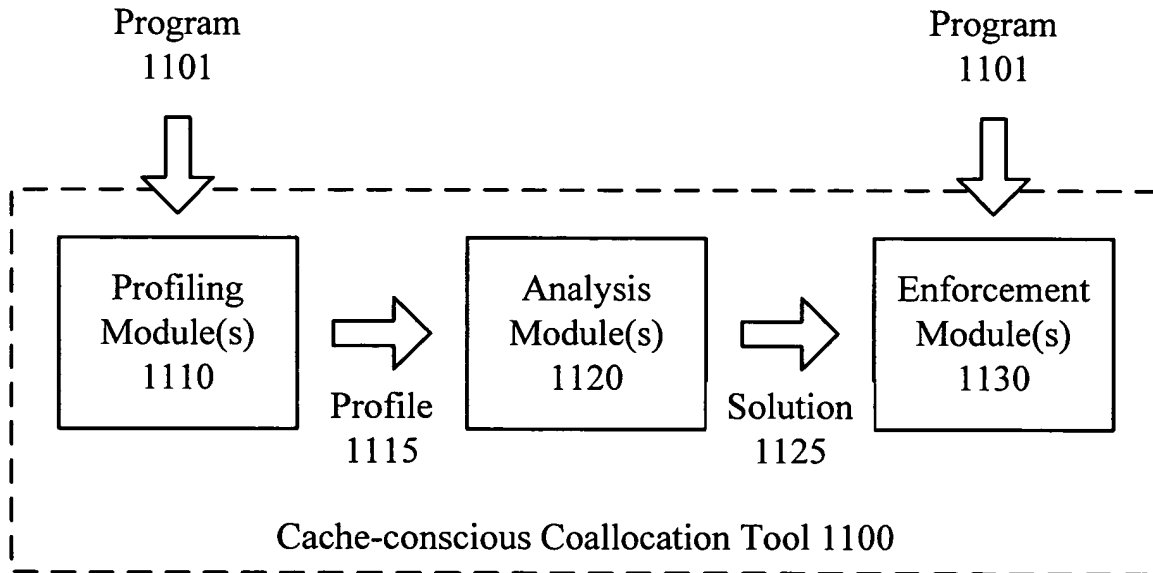 Program
1101
Program
1101
Profiling
Module(s)
1110
Profile
1115
Analysis
Module(s)
1120
Solution
1125
Enforcement
Module(s)
1130
Cache-conscious Coallocation Tool 1100